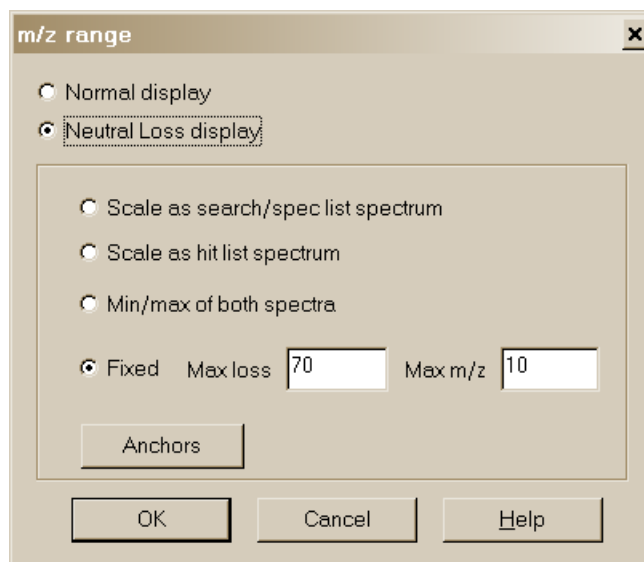 m/z range
Normal display
Neutral Loss display
Scale as search/spec list spectrum
Scale as hit list spectrum
Min/max of both spectra
Fixed Max loss 70 Max m/z 10
Anchors
OK Cancel Help